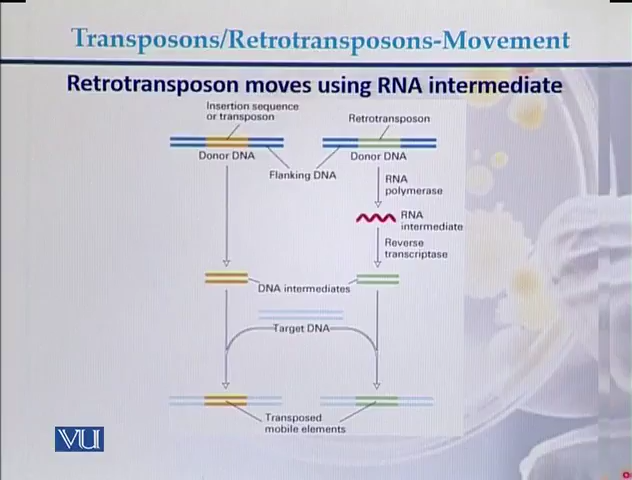 Transposons/Retrotransposons-Movement
Retrotransposon moves using RNA intermediate
Insertion sequence
or transposon
Retrotransposon
Donor DNA
Donor DNA
Flanking DNA
RNA
polymerase
RNA
intermediate
Reverse
transcriptase
DNA intermediates
Target DNA
Transposed
mobile elements
VU